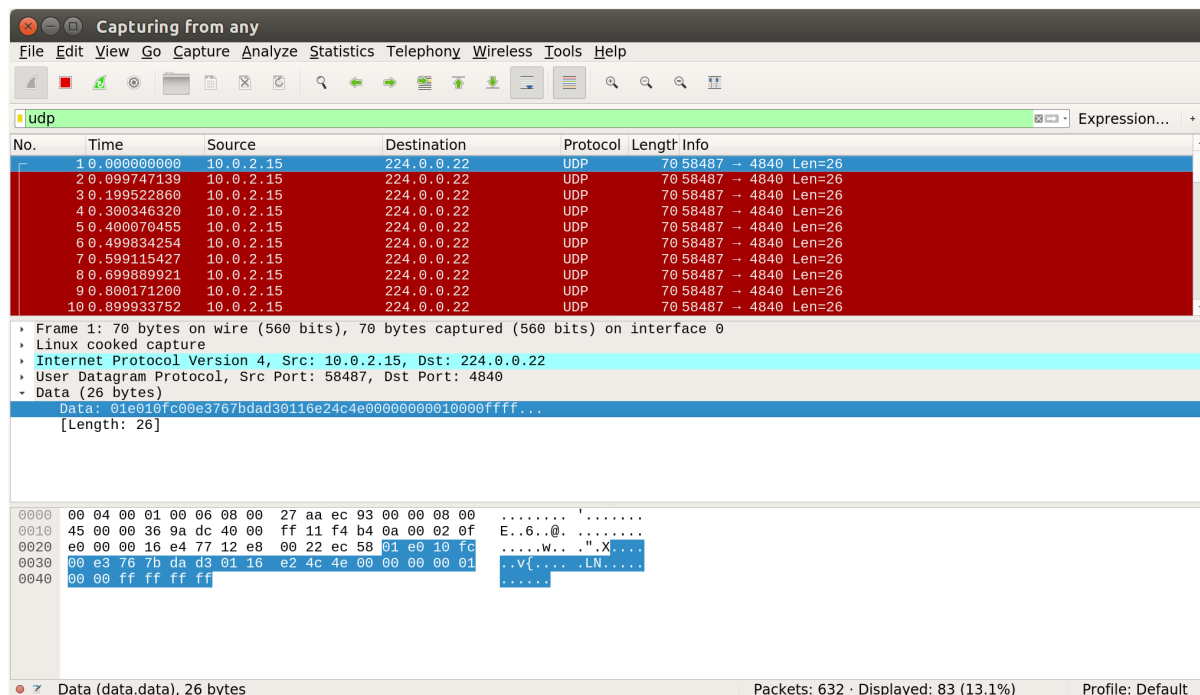 Capturing from any
File Edit View Go Capture Analyze Statistics Telephony Wireless Tools Help
udp Expression... +
No. Time Source Destination Protocol Length Info
1 0.000000000 10.0.2.15 224.0.0.22 UDP 70 58487 → 4840 Len=26
2 0.099747139 10.0.2.15 224.0.0.22 UDP 70 58487 → 4840 Len=26
3 0.199522860 10.0.2.15 224.0.0.22 UDP 70 58487 → 4840 Len=26
4 0.300346320 10.0.2.15 224.0.0.22 UDP 70 58487 → 4840 Len=26
5 0.400070455 10.0.2.15 224.0.0.22 UDP 70 58487 → 4840 Len=26
6 0.499834254 10.0.2.15 224.0.0.22 UDP 70 58487 → 4840 Len=26
7 0.599115427 10.0.2.15 224.0.0.22 UDP 70 58487 → 4840 Len=26
8 0.699889921 10.0.2.15 224.0.0.22 UDP 70 58487 → 4840 Len=26
9 0.800171200 10.0.2.15 224.0.0.22 UDP 70 58487 → 4840 Len=26
10 0.899933752 10.0.2.15 224.0.0.22 UDP 70 58487 → 4840 Len=26
Frame 1: 70 bytes on wire (560 bits), 70 bytes captured (560 bits) on interface 0
Linux cooked capture
Internet Protocol Version 4, Src: 10.0.2.15, Dst: 224.0.0.22
User Datagram Protocol, Src Port: 58487, Dst Port: 4840
Data (26 bytes)
Data: 01e010fc00e3767bdad30116e24c4e00000000010000ffff...
[Length: 26]
0000 00 04 00 01 00 06 08 00 27 aa ec 93 00 00 08 00 ........ '.......
0010 45 00 00 36 9a dc 40 00 ff 11 f4 b4 0a 00 02 0f E..6..@. ........
0020 e0 00 00 16 e4 77 12 e8 00 22 ec 58 01 e0 10 fc .....w.. .".X....
0030 00 e3 76 7b da d3 01 16 e2 4c 4e 00 00 00 00 01 ..v{.... .LN.....
0040 00 00 ff ff ff ff ......
Data (data.data), 26 bytes Packets: 632 · Displayed: 83 (13.1%) Profile: Default